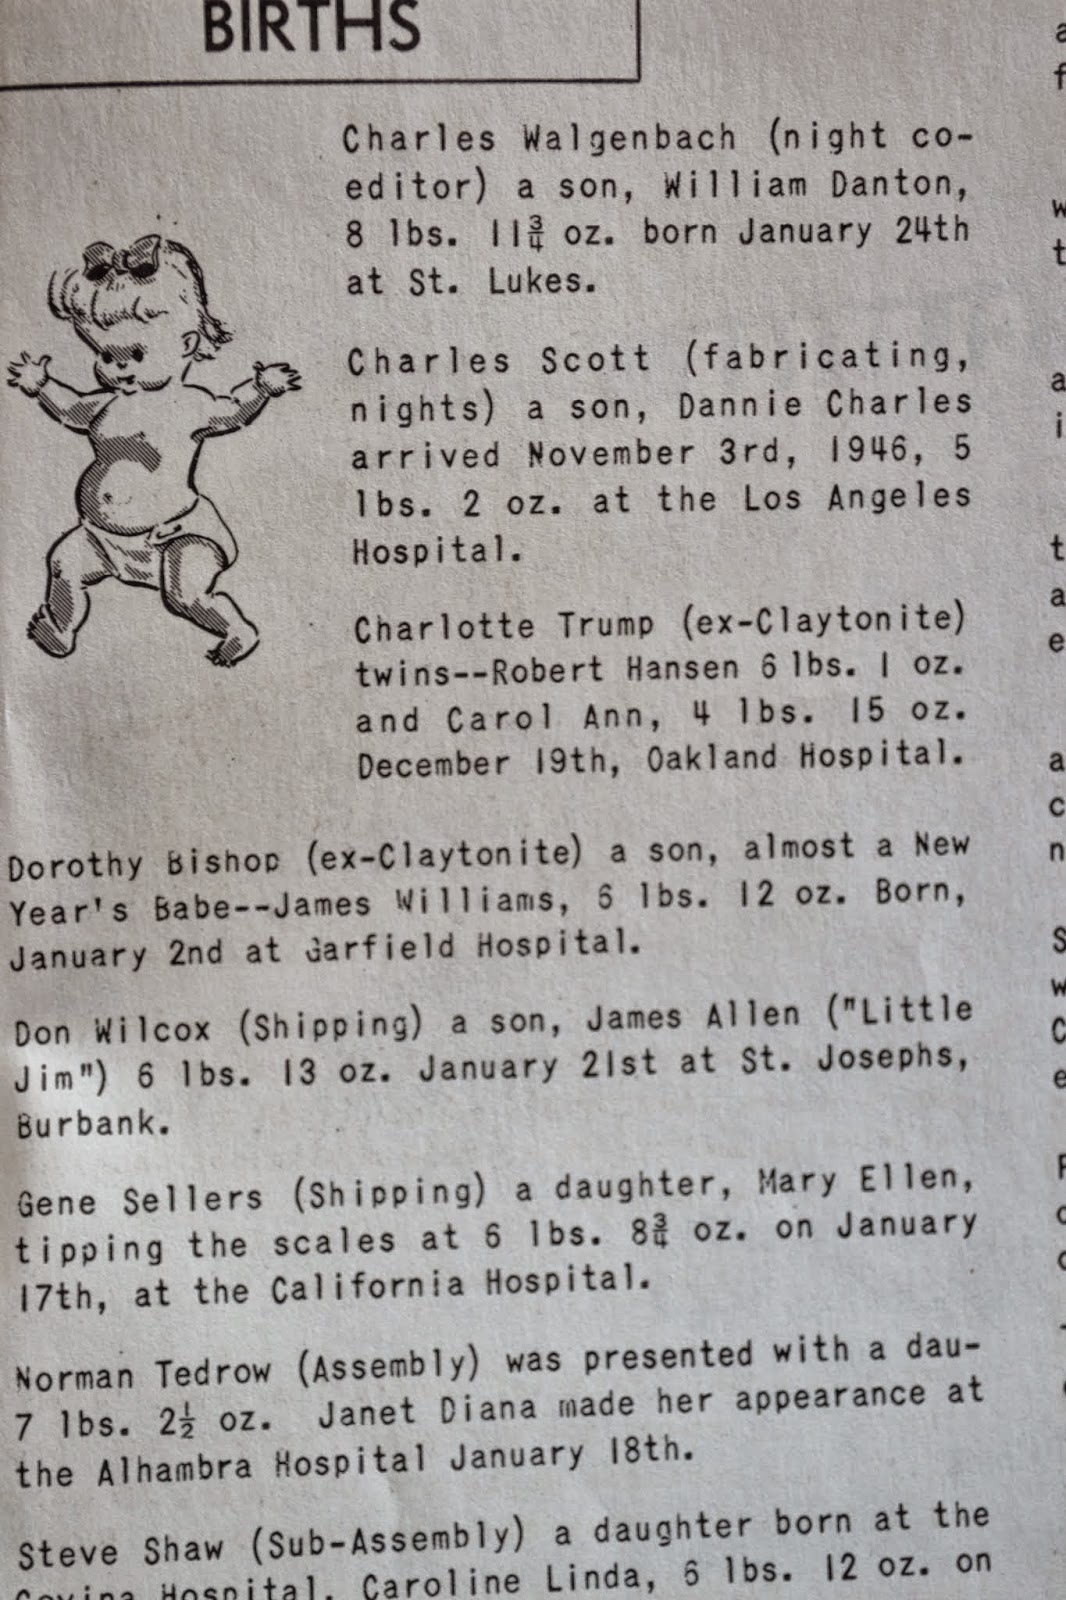 BIRTHS
Charles Walgenbach (night co-
editor) a son, William Danton,
8 lbs. 11¾ oz. born January 24th
at St. Lukes.
Charles Scott (fabricating,
nights) a son, Dannie Charles
arrived November 3rd, 1946, 5
lbs. 2 oz. at the Los Angeles
Hospital.
Charlotte Trump (ex-Claytonite)
twins--Robert Hansen 6 lbs. 1 oz.
and Carol Ann, 4 lbs. 15 oz.
December 19th, Oakland Hospital.
Dorothy Bishop (ex-Claytonite) a son, almost a New
Year's Babe--James Williams, 6 lbs. 12 oz. Born,
January 2nd at Garfield Hospital.
Don Wilcox (Shipping) a son, James Allen ("Little
Jim") 6 lbs. 13 oz. January 21st at St. Josephs,
Burbank.
Gene Sellers (Shipping) a daughter, Mary Ellen,
tipping the scales at 6 lbs. 8¾ oz. on January
17th, at the California Hospital.
Norman Tedrow (Assembly) was presented with a dau-
7 lbs. 2½ oz. Janet Diana made her appearance at
the Alhambra Hospital January 18th.
Steve Shaw (Sub-Assembly) a daughter born at the
Covina Hospital. Caroline Linda, 6 lbs. 12 oz. on